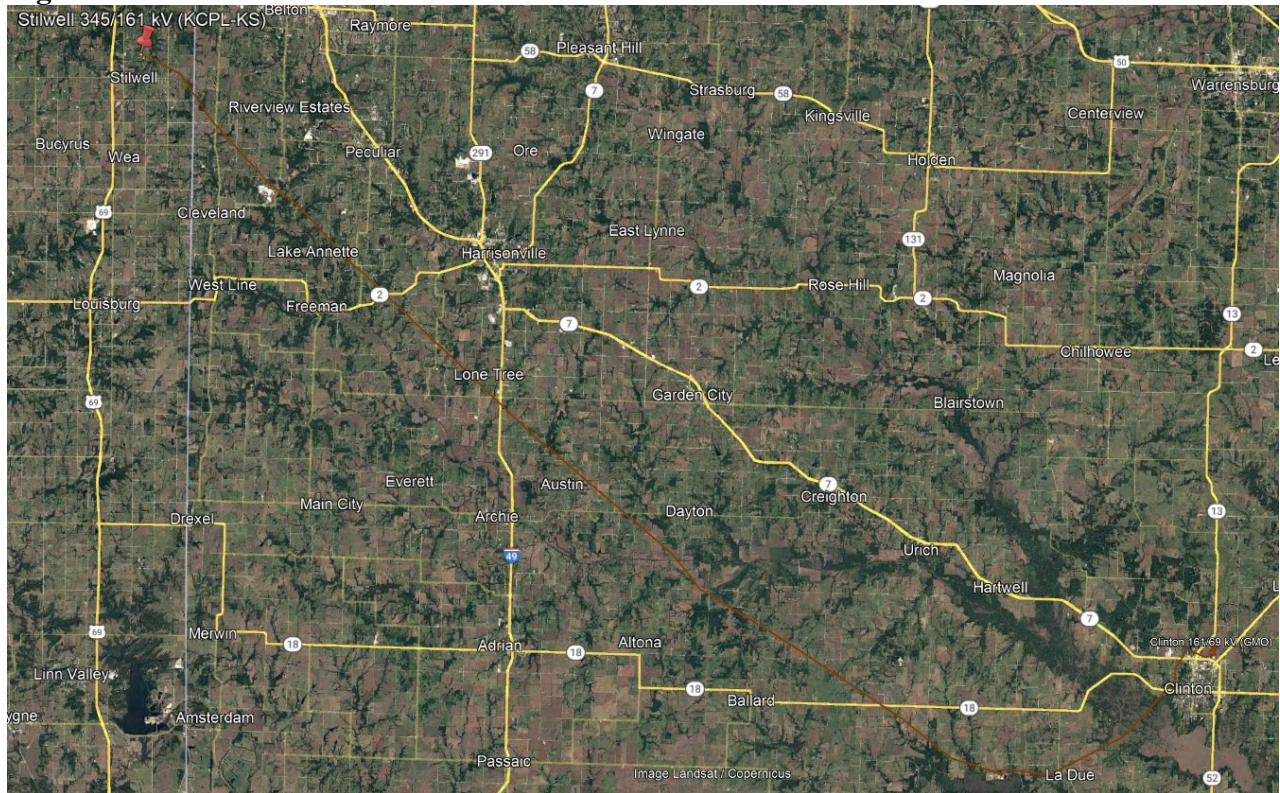 Stilwell 345/161 kV (KCPL-KS)
Belton
Raymore
58
Pleasant Hill
50
Stilwell
Warrensburg
7
Strasburg
58
Riverview Estates
Kingsville
Centerview
Bucyrus
Wea
Peculiar
291
Ore
Wingate
Holden
69
Cleveland
East Lynne
131
Lake Annette
Harrisonville
Magnolia
West Line
2
2
Rose Hill
2
Louisburg
Freeman
13
7
Chilhowee
2
Le
Lone Tree
69
Garden City
Blairstown
Everett
Austin
7
Main City
Creighton
Drexel
Archie
Dayton
13
49
Urich
Hartwell
69
Merwin
7
18
Adrian
18
Altona
Clinton 161/69 kV (GMO)
Linn Valley
18
Ballard
Clinton
18
ygne
Amsterdam
Passaic
Image Landsat / Copernicus
La Due
52